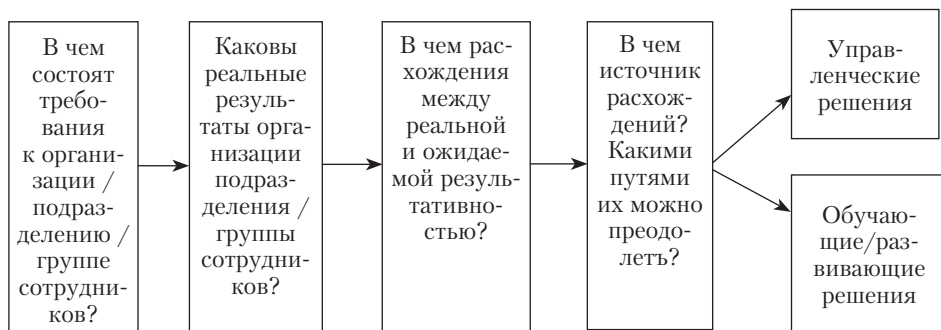 В чем
состоят
требо-
вания
к органи-
зации /
подраз-
делению /
группе
сотрудни-
ков?
Каковы
реальные
резуль-
таты орга-
низации
подраз-
деления /
группы
сотрудни-
ков?
В чем рас-
хождения
между
реальной
и ожидае-
мой резуль-
тативно-
стью?
В чем
источник
расхож-
дений?
Какими
путями
их можно
преодо-
летъ?
Управ-
ленческие
решения
Обучаю-
щие/раз-
вивающие
решения